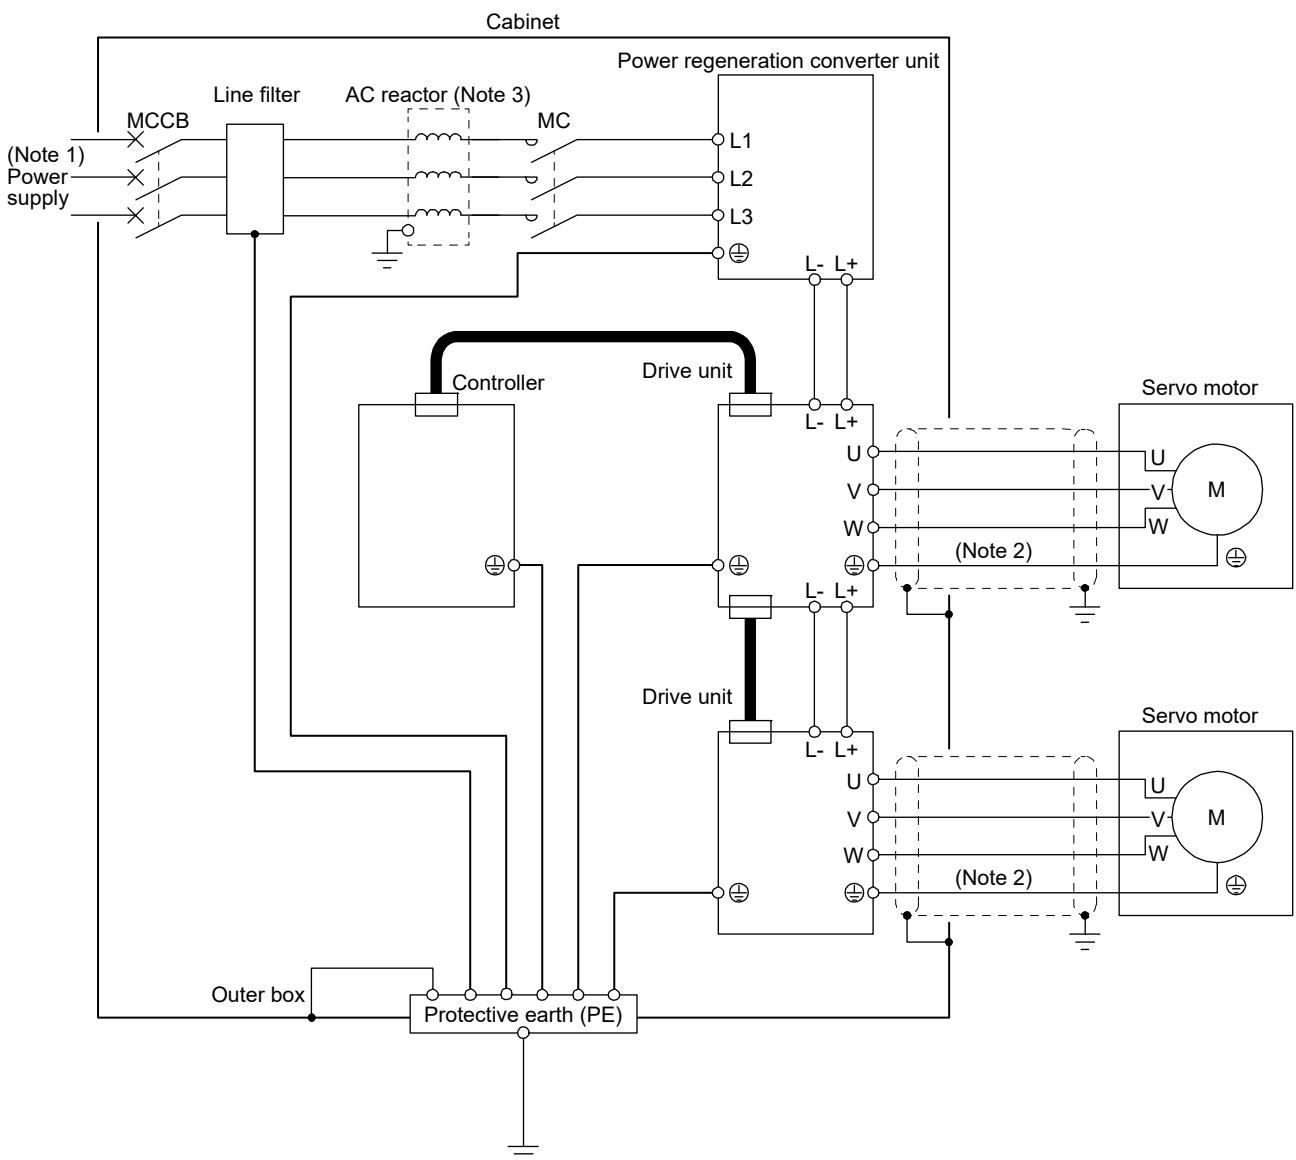 Cabinet
Power regeneration converter unit
Line filter
AC reactor (Note 3)
MCCB
MC
(Note 1)
Power
supply
L1
L2
L3
L- L+
Controller
Drive unit
L- L+
Servo motor
U
V
W
(Note 2)
U
V
W
M
L- L+
Drive unit
L- L+
Servo motor
U
V
W
(Note 2)
U
V
W
M
Outer box
Protective earth (PE)